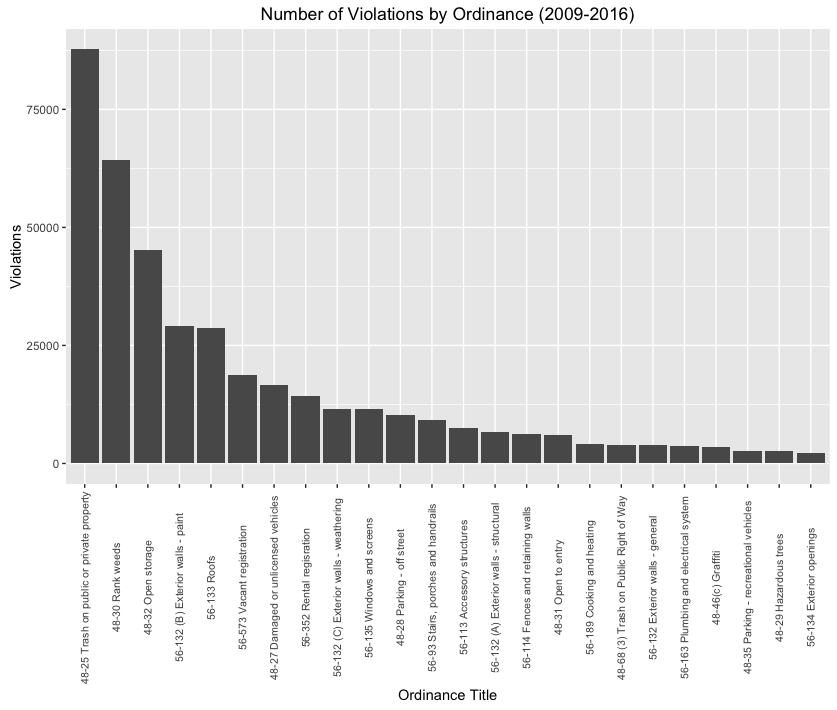 Number of Violations by Ordinance (2009-2016)
Violations
75000
50000
25000
0
48-25 Trash on public or private property
48-30 Rank weeds
48-32 Open storage
56-132 (B) Exterior walls - paint
56-133 Roofs
56-573 Vacant registration
48-27 Damaged or unlicensed vehicles
56-352 Rental regisration
56-132 (C) Exterior walls - weathering
56-135 Windows and screens
48-28 Parking - off street
56-93 Stairs, porches and handrails
56-113 Accessory structures
56-132 (A) Exterior walls - structural
56-114 Fences and retaining walls
48-31 Open to entry
56-189 Cooking and heating
48-68 (3) Trash on Public Right of Way
56-132 Exterior walls - general
56-163 Plumbing and electrical system
48-46(c) Graffiti
48-35 Parking - recreational vehicles
48-29 Hazardous trees
56-134 Exterior openings
Ordinance Title